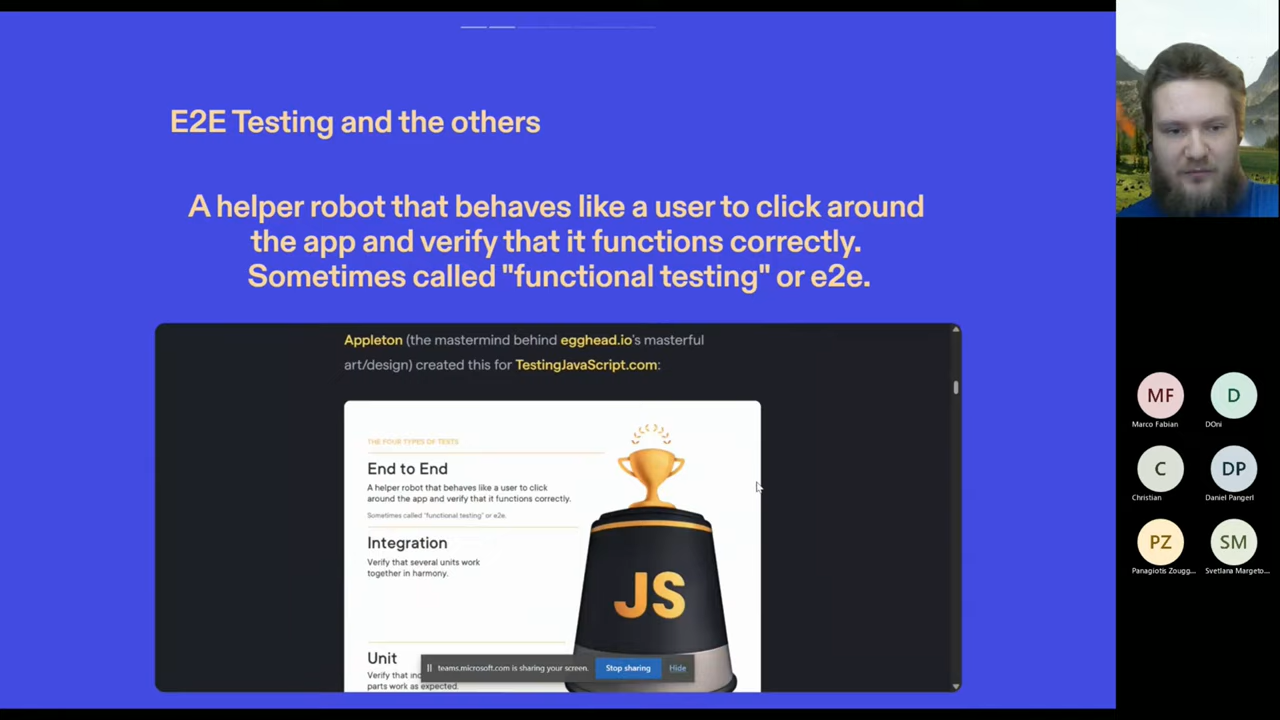 E2E Testing and the others
A helper robot that behaves like a user to click around
the app and verify that it functions correctly.
Sometimes called "functional testing" or e2e.
Appleton (the mastermind behind egghead.io's masterful
art/design) created this for TestingJavaScript.com:
THE FOUR TYPES OF TESTS
End to End
A helper robot that behaves like a user to click
around the app and verify that it functions correctly.
Sometimes called "functional testing" or e2e.
Integration
Verify that several units work
together in harmony.
JS
Unit
Verify that
parts work as expected.
teams.microsoft.com is sharing your screen.
Stop sharing
Hide
MF
D
Marco Fabian
DOni
C
DP
Christian
Daniel Pangerl
PZ
SM
Panagiotis Zougg...
Svetlana Margeto...